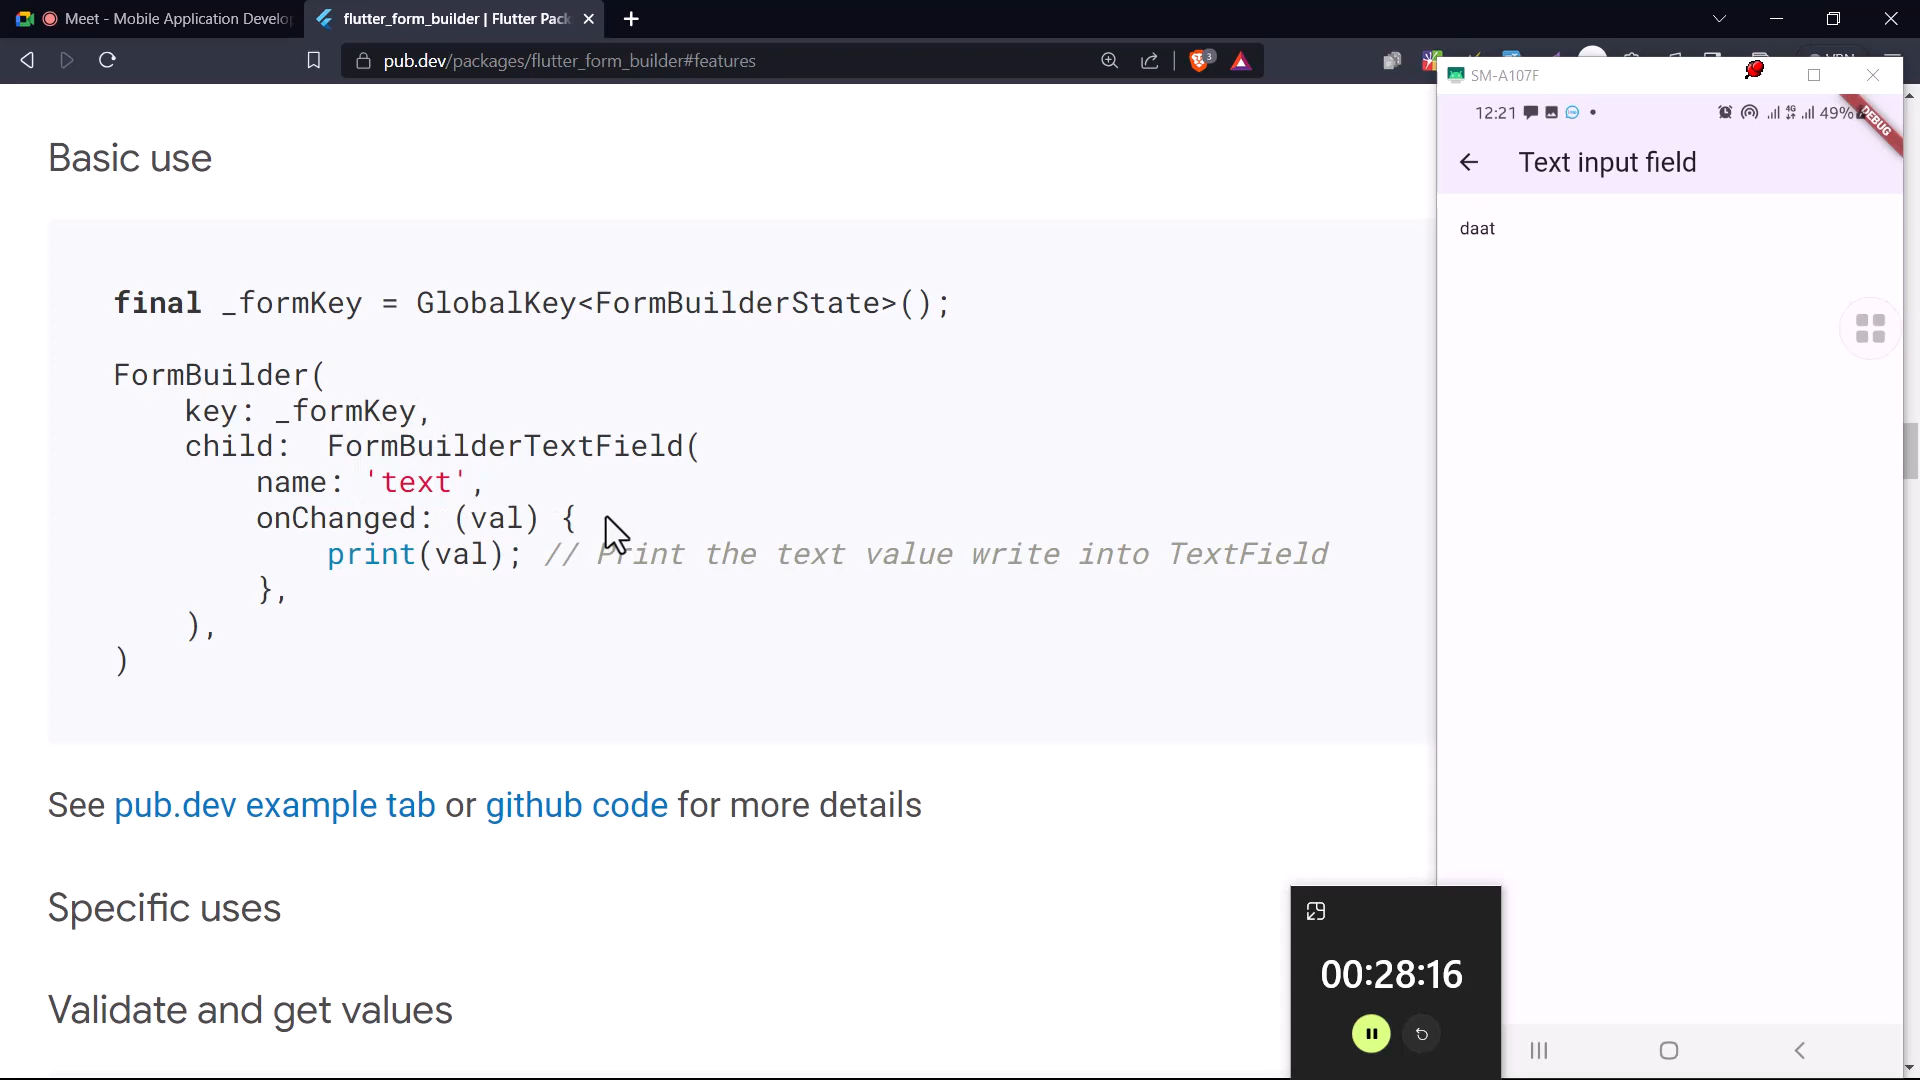 Meet - Mobile Application Develo
flutter_form_builder | Flutter Pack
pub.dev/packages/flutter_form_builder#features
3
Basic use
final _formKey = GlobalKey<FormBuilderState>();
FormBuilder(
key: _formKey,
child: FormBuilderTextField(
name: 'text',
onChanged: (val) {
print(val); // Print the text value write into TextField
},
),
)
See pub.dev example tab or github code for more details
Specific uses
Validate and get values
SM-A107F
12:21
4G
49%
DEBUG
Text input field
daat
00:28:16